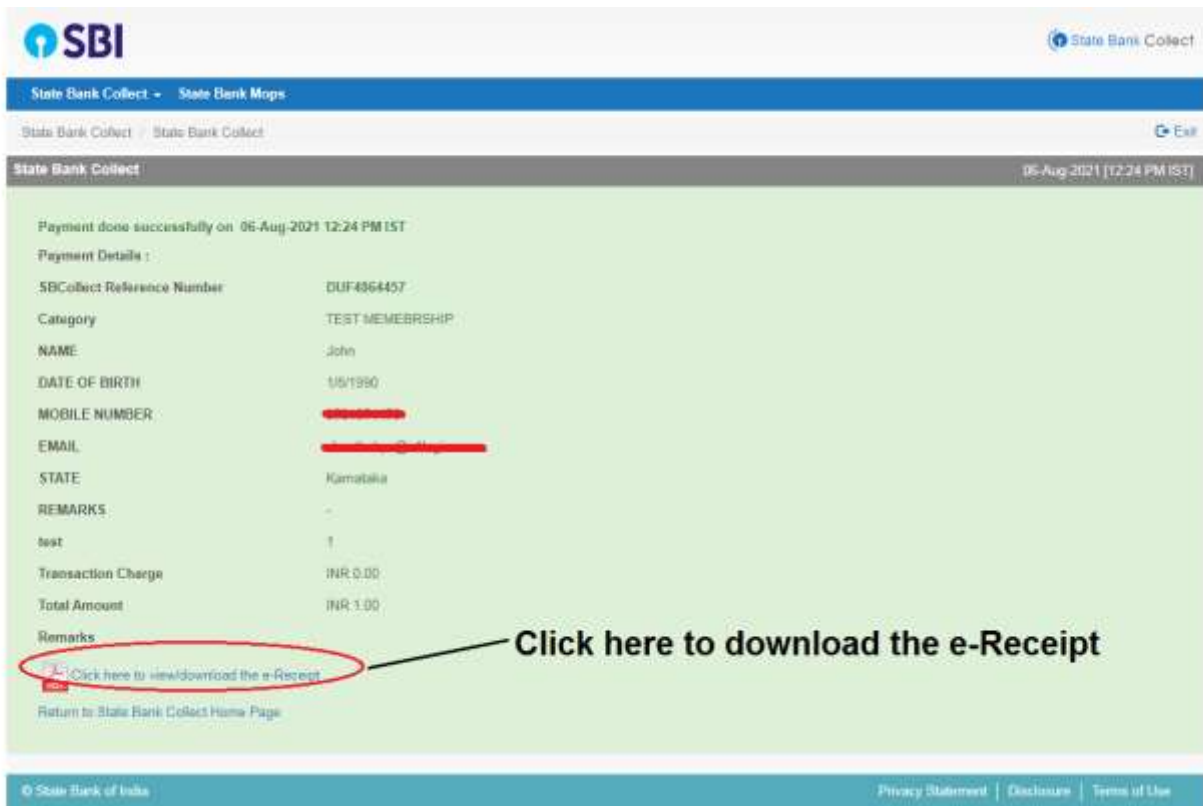 SBI
State Bank Collect
State Bank Collect State Bank Mops
State Bank Collect / State Bank Collect
Exit
State Bank Collect 06-Aug-2021 [12:24 PM IST]
Payment done successfully on 06-Aug-2021 12:24 PM IST
Payment Details :
SBCollect Reference Number DUF4864457
Category TEST MEMEBRSHIP
NAME John
DATE OF BIRTH 1/6/1990
MOBILE NUMBER
EMAIL
STATE Karnataka
REMARKS -
test 1
Transaction Charge INR 0.00
Total Amount INR 1.00
Remarks
Click here to download the e-Receipt
Click here to view/download the e-Receipt
Return to State Bank Collect Home Page
© State Bank of India Privacy Statement | Disclosure | Terms of Use